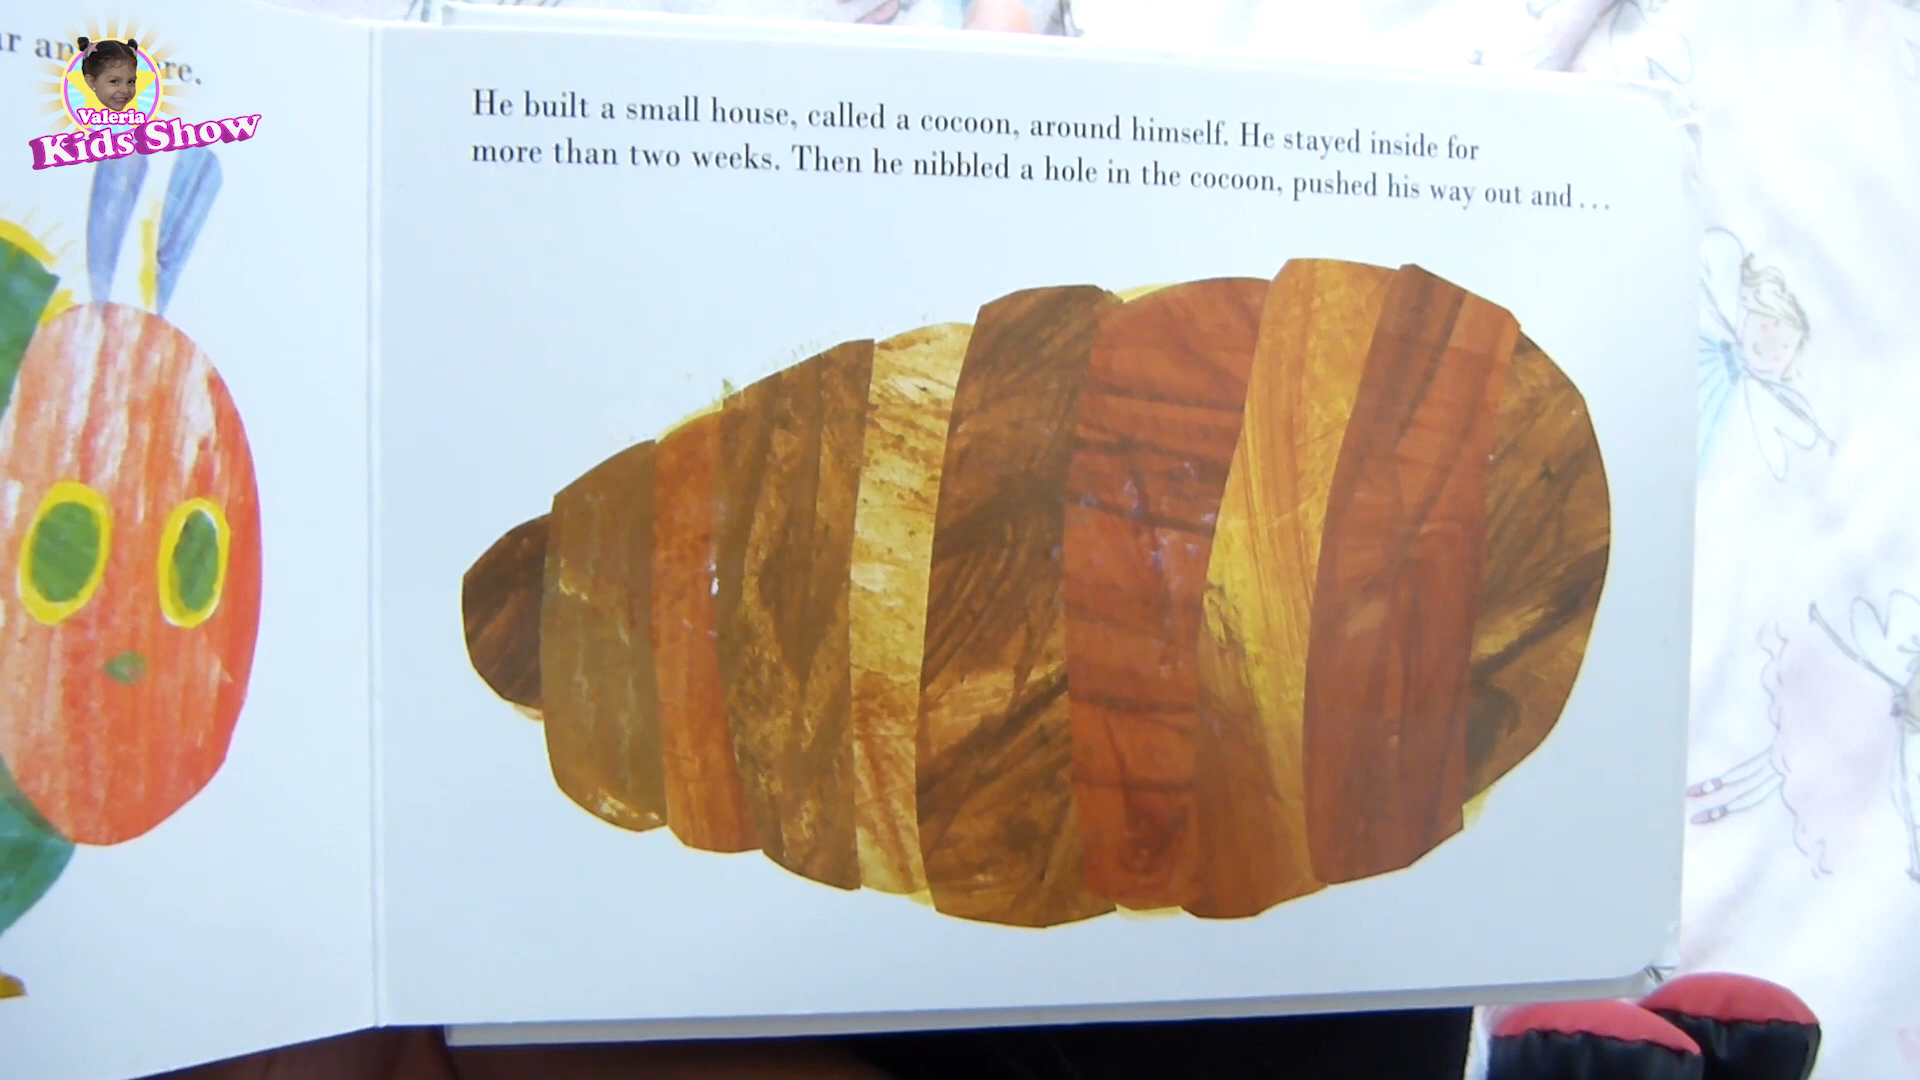 re.
Valeria
Kids Show
He built a small house, called a cocoon, around himself. He stayed inside for
more than two weeks. Then he nibbled a hole in the cocoon, pushed his way out and...